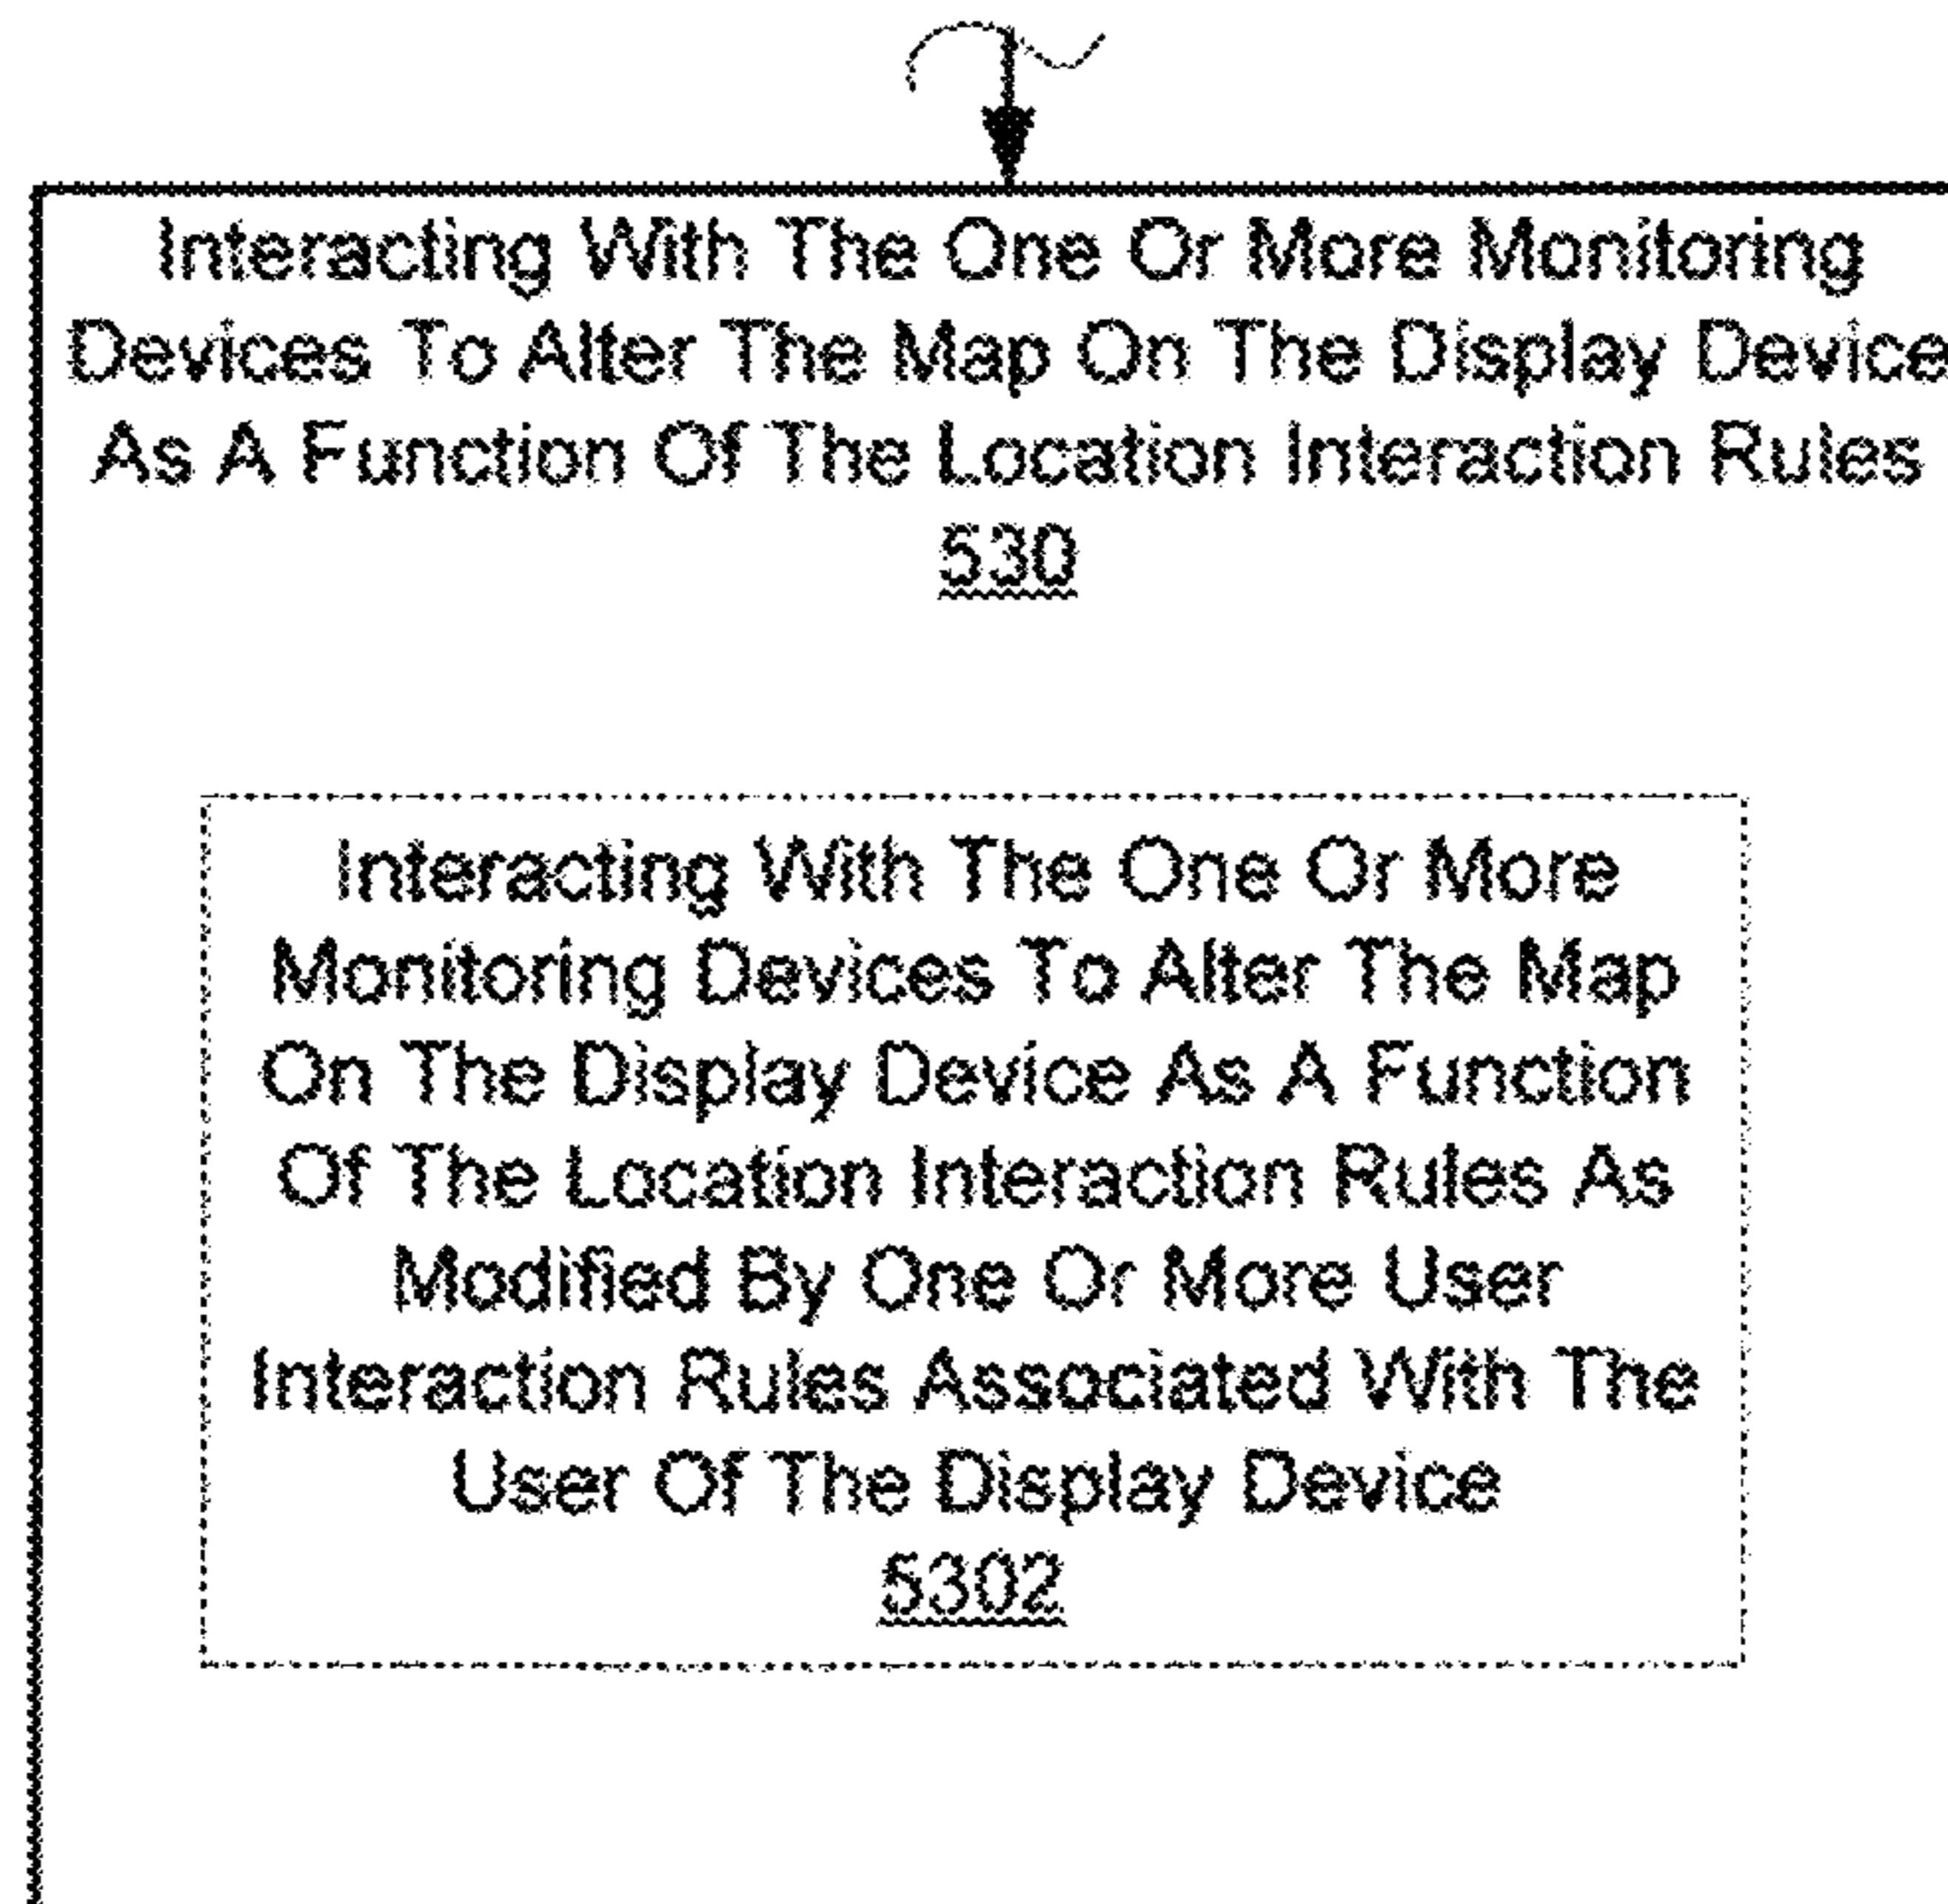 Interacting With The One Or More Monitoring
Devices To Alter The Map On The Display Device
As A Function Of The Location Interaction Rules
530
Interacting With The One Or More
Monitoring Devices To Alter The Map
On The Display Device As A Function
Of The Location Interaction Rules As
Modified By One Or More User
Interaction Rules Associated With The
User Of The Display Device
5302